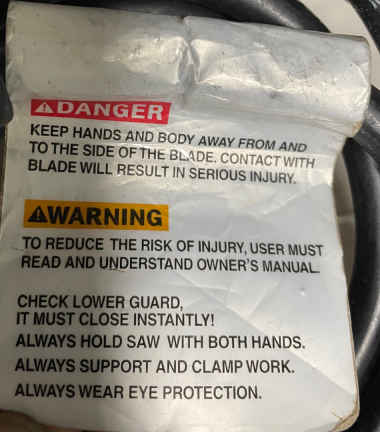 DANGER
KEEP HANDS AND BODY AWAY FROM AND
TO THE SIDE OF THE BLADE. CONTACT WITH
BLADE WILL RESULT IN SERIOUS INJURY.
WARNING
TO REDUCE THE RISK OF INJURY, USER MUST
READ AND UNDERSTAND OWNER'S MANUAL.
CHECK LOWER GUARD,
IT MUST CLOSE INSTANTLY!
ALWAYS HOLD SAW WITH BOTH HANDS.
ALWAYS SUPPORT AND CLAMP WORK.
ALWAYS WEAR EYE PROTECTION.